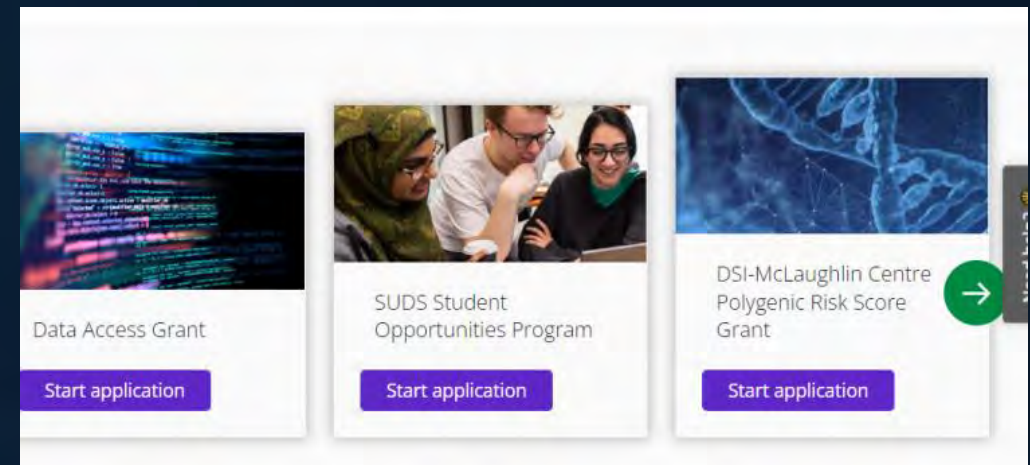 Data Access Grant
Start application
SUDS Student
Opportunities Program
Start application
DSI-McLaughlin Centre
Polygenic Risk Score
Grant
Start application